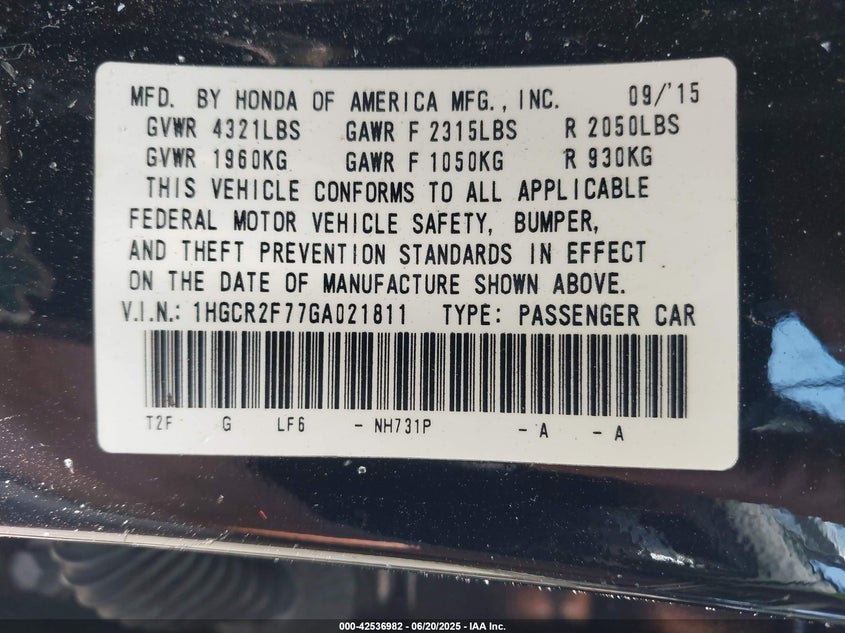 MFD. BY HONDA OF AMERICA MFG., INC. 09/'15
GVWR 4321LBS GAWR F 2315LBS R 2050LBS
GVWR 1960KG GAWR F 1050KG R 930KG
THIS VEHICLE CONFORMS TO ALL APPLICABLE
FEDERAL MOTOR VEHICLE SAFETY, BUMPER,
AND THEFT PREVENTION STANDARDS IN EFFECT
ON THE DATE OF MANUFACTURE SHOWN ABOVE.
V.I.N.: 1HGCR2F77GA021811 TYPE: PASSENGER CAR
T2F G LF6 - NH731P - A - A
000-42536982 - 06/20/2025 - IAA Inc.